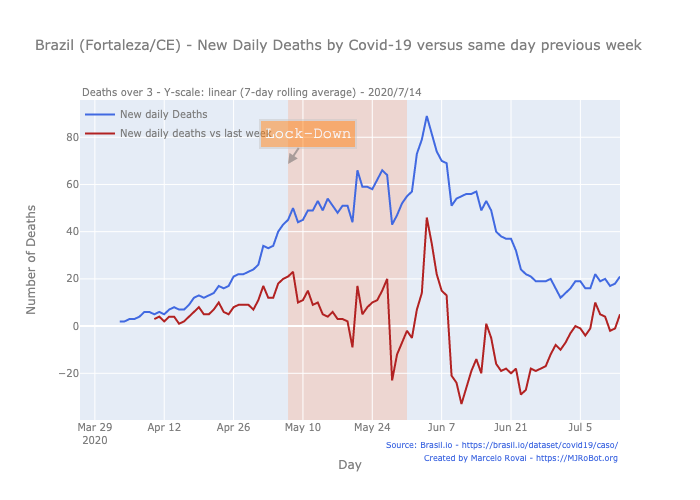 Brazil (Fortaleza/CE) - New Daily Deaths by Covid-19 versus same day previous week
Deaths over 3 - Y-scale: linear (7-day rolling average) - 2020/7/14
New daily Deaths
New daily deaths vs last week
Lock-Down
80
60
40
20
0
−20
Number of Deaths
Mar 29
2020
Apr 12
Apr 26
May 10
May 24
Jun 7
Jun 21
Jul 5
Day
Source: Brasil.io - https://brasil.io/dataset/covid19/caso/
Created by Marcelo Rovai - https://MJRoBot.org